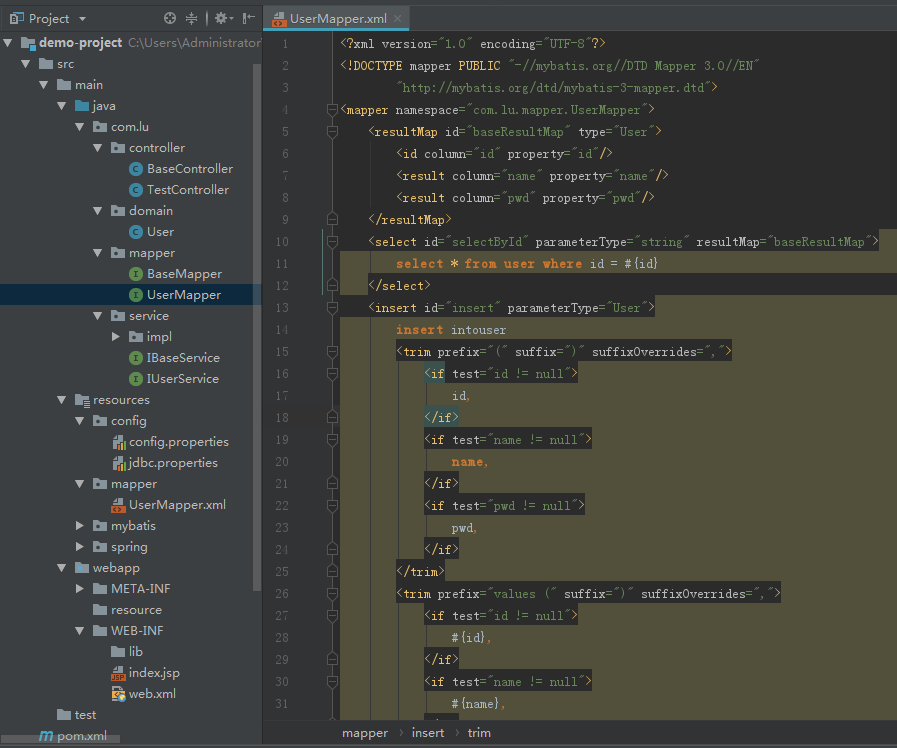 Project
demo-project C:\Users\Administrator
src
main
java
com.lu
controller
BaseController
TestController
domain
User
mapper
BaseMapper
UserMapper
service
impl
IBaseService
IUserService
resources
config
config.properties
jdbc.properties
mapper
UserMapper.xml
mybatis
spring
webapp
META-INF
resource
WEB-INF
lib
index.jsp
web.xml
test
pom.xml
UserMapper.xml
1 <?xml version="1.0" encoding="UTF-8"?>
2 <!DOCTYPE mapper PUBLIC "-//mybatis.org//DTD Mapper 3.0//EN"
3 "http://mybatis.org/dtd/mybatis-3-mapper.dtd">
4 <mapper namespace="com.lu.mapper.UserMapper">
5 <resultMap id="baseResultMap" type="User">
6 <id column="id" property="id"/>
7 <result column="name" property="name"/>
8 <result column="pwd" property="pwd"/>
9 </resultMap>
10 <select id="selectById" parameterType="string" resultMap="baseResultMap">
11 select * from user where id = #{id}
12 </select>
13 <insert id="insert" parameterType="User">
14 insert intouser
15 <trim prefix="(" suffix=")" suffixOverrides=",">
16 <if test="id != null">
17 id,
18 </if>
19 <if test="name != null">
20 name,
21 </if>
22 <if test="pwd != null">
23 pwd,
24 </if>
25 </trim>
26 <trim prefix="values (" suffix=")" suffixOverrides=",">
27 <if test="id != null">
28 #{id},
29 </if>
30 <if test="name != null">
31 #{name},
mapper › insert › trim